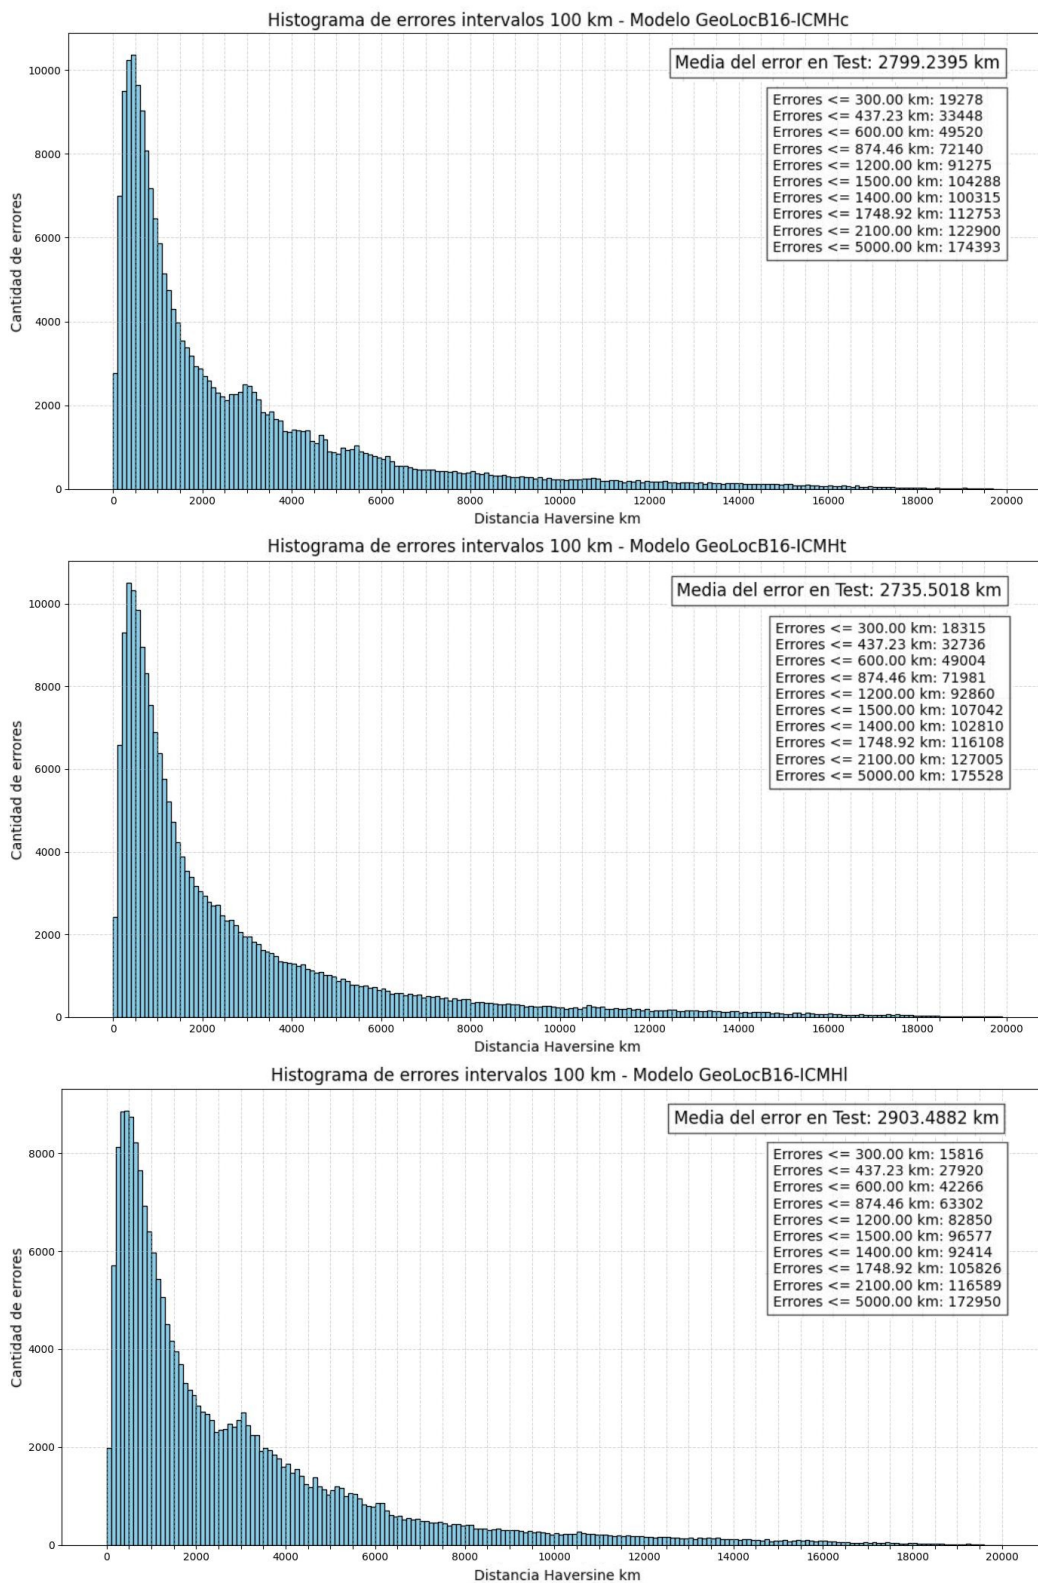 Histograma de errores intervalos 100 km - Modelo GeoLocB16-ICMHc
Media del error en Test: 2799.2395 km
Errores <= 300.00 km: 19278
Errores <= 437.23 km: 33448
Errores <= 600.00 km: 49520
Errores <= 874.46 km: 72140
Errores <= 1200.00 km: 91275
Errores <= 1500.00 km: 104288
Errores <= 1400.00 km: 100315
Errores <= 1748.92 km: 112753
Errores <= 2100.00 km: 122900
Errores <= 5000.00 km: 174393
Cantidad de errores
10000
8000
6000
4000
2000
0
0 2000 4000 6000 8000 10000 12000 14000 16000 18000 20000
Distancia Haversine km
Histograma de errores intervalos 100 km - Modelo GeoLocB16-ICMHt
Media del error en Test: 2735.5018 km
Errores <= 300.00 km: 18315
Errores <= 437.23 km: 32736
Errores <= 600.00 km: 49004
Errores <= 874.46 km: 71981
Errores <= 1200.00 km: 92860
Errores <= 1500.00 km: 107042
Errores <= 1400.00 km: 102810
Errores <= 1748.92 km: 116108
Errores <= 2100.00 km: 127005
Errores <= 5000.00 km: 175528
Cantidad de errores
10000
8000
6000
4000
2000
0
0 2000 4000 6000 8000 10000 12000 14000 16000 18000 20000
Distancia Haversine km
Histograma de errores intervalos 100 km - Modelo GeoLocB16-ICMHl
Media del error en Test: 2903.4882 km
Errores <= 300.00 km: 15816
Errores <= 437.23 km: 27920
Errores <= 600.00 km: 42266
Errores <= 874.46 km: 63302
Errores <= 1200.00 km: 82850
Errores <= 1500.00 km: 96577
Errores <= 1400.00 km: 92414
Errores <= 1748.92 km: 105826
Errores <= 2100.00 km: 116589
Errores <= 5000.00 km: 172950
Cantidad de errores
8000
6000
4000
2000
0
0 2000 4000 6000 8000 10000 12000 14000 16000 18000 20000
Distancia Haversine km